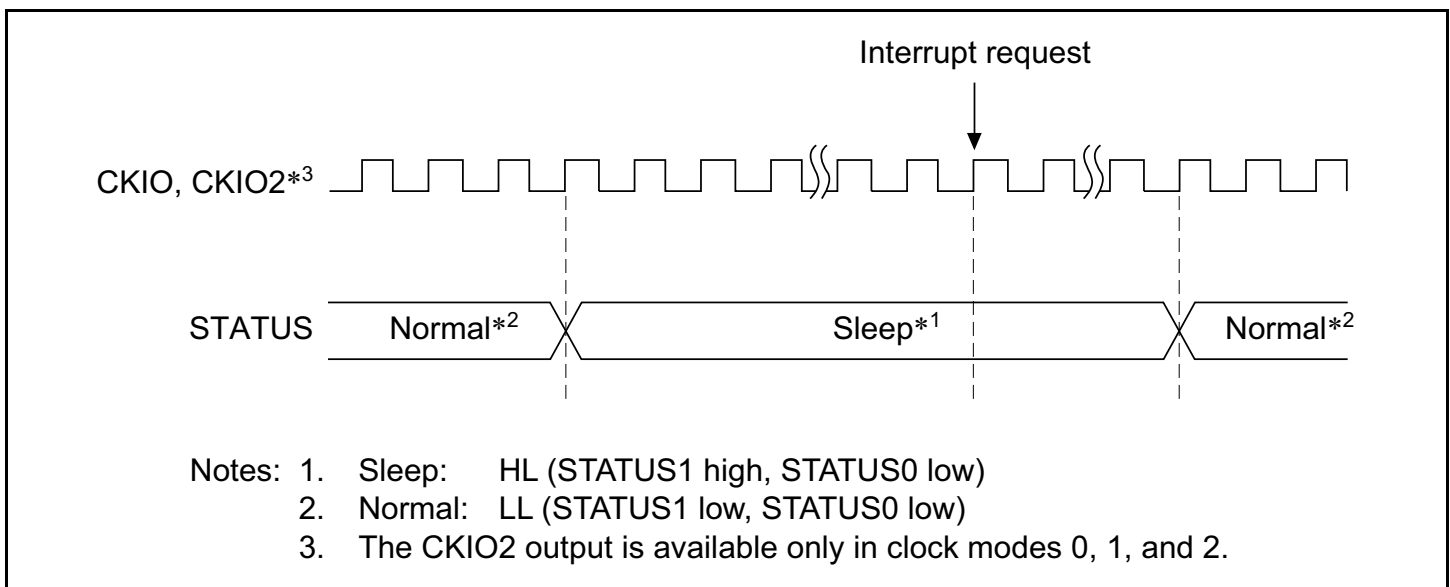 Interrupt request
CKIO, CKIO2*3
STATUS Normal*2 Sleep*1 Normal*2
Notes: 1. Sleep: HL (STATUS1 high, STATUS0 low)
2. Normal: LL (STATUS1 low, STATUS0 low)
3. The CKIO2 output is available only in clock modes 0, 1, and 2.